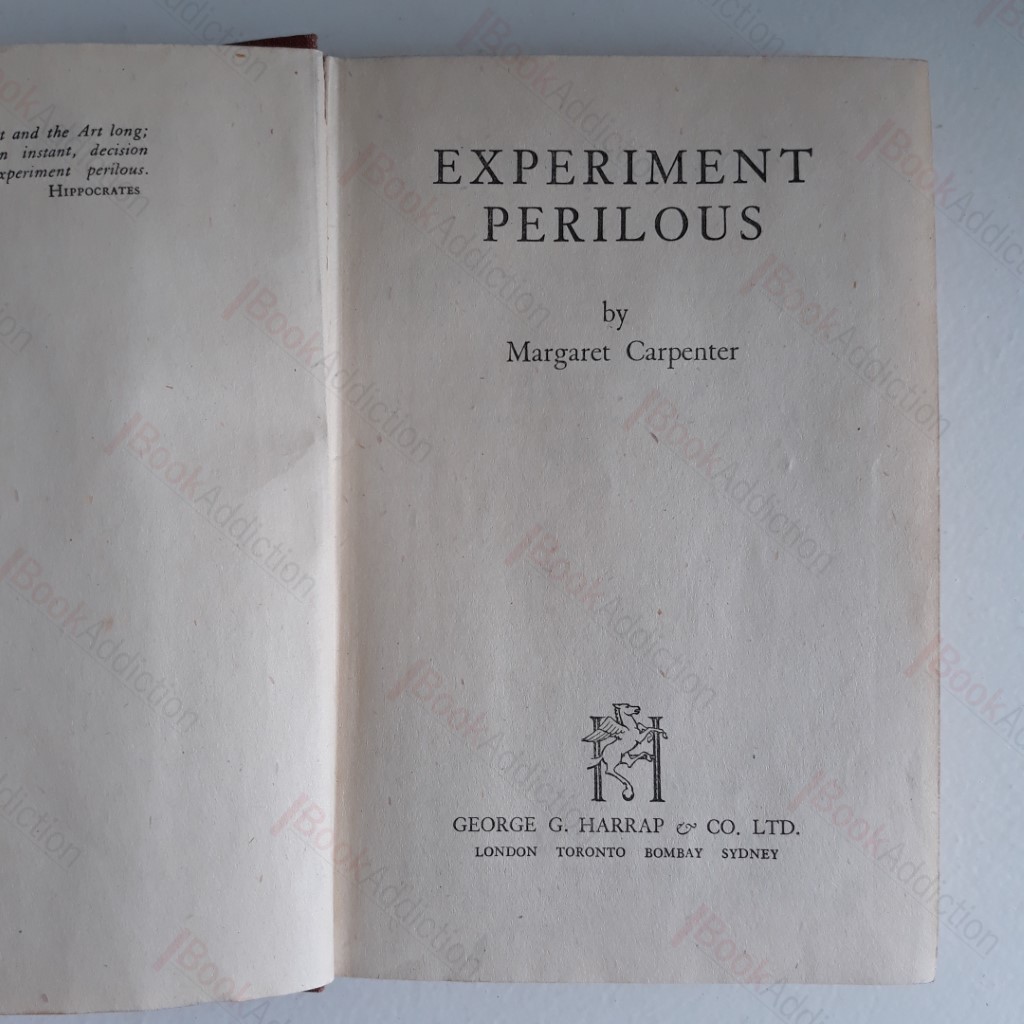 t and the Art long;
n instant, decision
xperiment perilous.
HIPPOCRATES
EXPERIMENT
PERILOUS
by
Margaret Carpenter
H
GEORGE G. HARRAP & CO. LTD.
LONDON TORONTO BOMBAY SYDNEY
BookAddiction